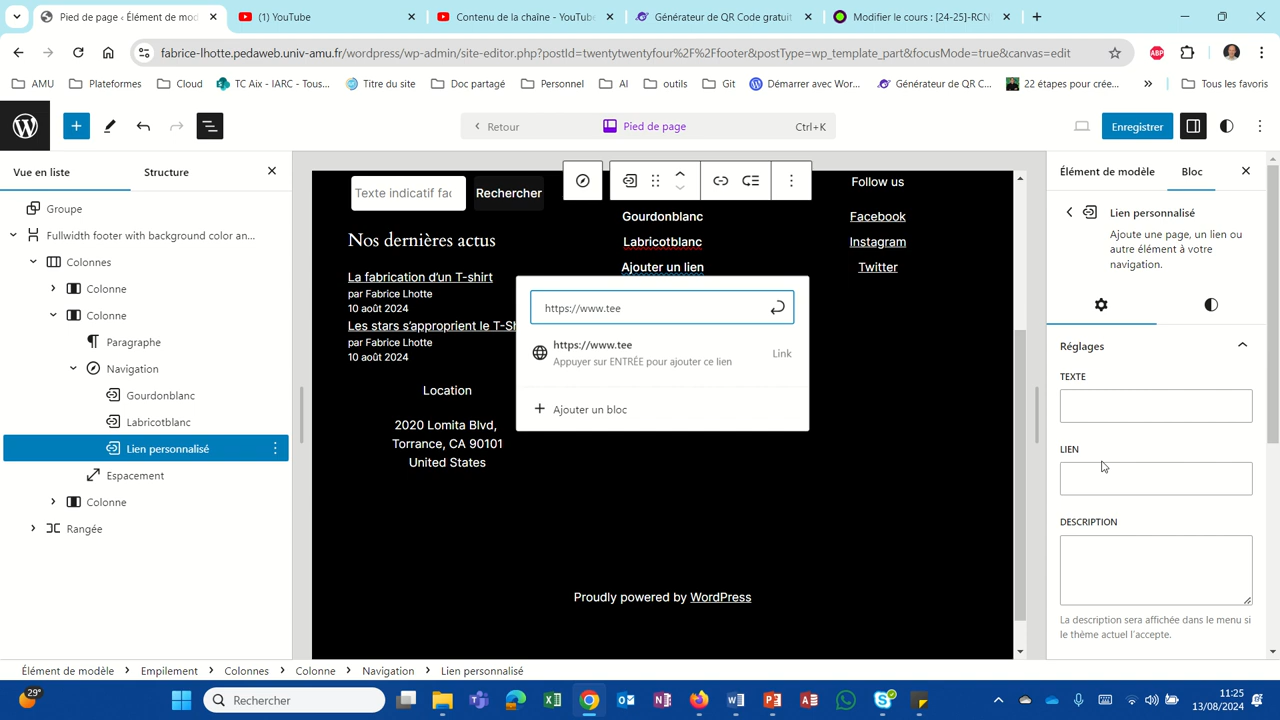 Pied de page ‹ Élément de mod
(1) YouTube
Contenu de la chaîne - YouTube
Générateur de QR Code gratuit
Modifier le cours : [24-25]-RCN
fabrice-lhotte.pedaweb.univ-amu.fr/wordpress/wp-admin/site-editor.php?postId=twentytwentyfour%2F%2Ffooter&postType=wp_template_part&focusMode=true&canvas=edit
AMU
Plateformes
Cloud
TC Aix - IARC - Tous...
Titre du site
Doc partagé
Personnel
AI
outils
Git
Démarrer avec Wor...
Générateur de QR C...
22 étapes pour crée...
Tous les favoris
Retour
Pied de page
Ctrl+K
Enregistrer
Vue en liste
Structure
Groupe
Fullwidth footer with background color an...
Colonnes
Colonne
Colonne
Paragraphe
Navigation
Gourdonblanc
Labricotblanc
Lien personnalisé
Espacement
Colonne
Rangée
Texte indicatif fac
Rechercher
Nos dernières actus
La fabrication d'un T-shirt
par Fabrice Lhotte
10 août 2024
Les stars s'approprient le T-Sh
par Fabrice Lhotte
10 août 2024
Location
2020 Lomita Blvd,
Torrance, CA 90101
United States
Gourdonblanc
Labricotblanc
Ajouter un lien
https://www.tee
https://www.tee
Appuyer sur ENTRÉE pour ajouter ce lien
Link
Ajouter un bloc
Follow us
Facebook
Instagram
Twitter
Proudly powered by WordPress
Élément de modèle
Bloc
Lien personnalisé
Ajoute une page, un lien ou
autre élément à votre
navigation.
Réglages
TEXTE
LIEN
DESCRIPTION
La description sera affichée dans le menu si
le thème actuel l'accepte.
Élément de modèle › Empilement › Colonnes › Colonne › Navigation › Lien personnalisé
29°
Rechercher
11:25
13/08/2024